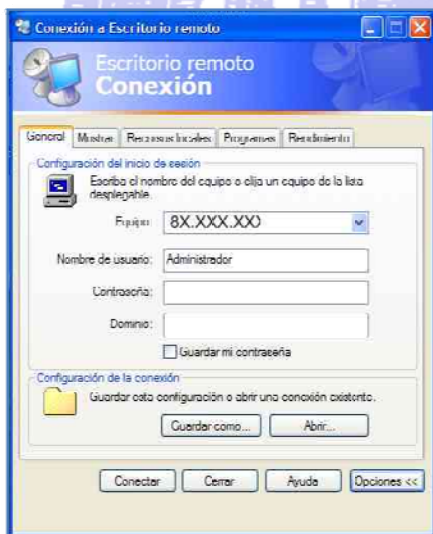 Conexión a Escritorio remoto
Escritorio remoto
Conexión
General Mostrar Recursos locales Programas Rendimiento
Configuración del inicio de sesión
Escriba el nombre del equipo o elija un equipo de la lista
desplegable.
Equipo: 8X.XXX.XX)
Nombre de usuario: Administrador
Contraseña:
Dominio:
Guardar mi contraseña
Configuración de la conexión
Guardar esta configuración o abrir una conexión existente.
Guardar como... Abrir...
Conectar Cerrar Ayuda Opciones <<